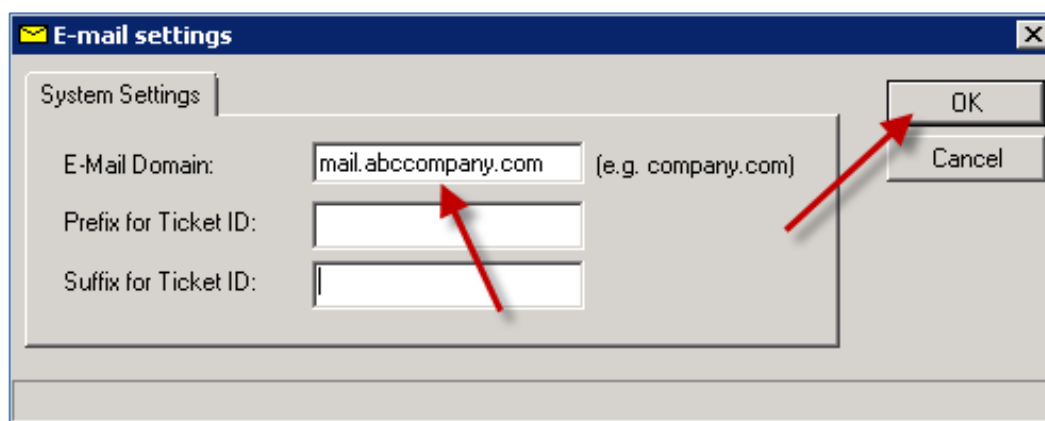 E-mail settings
System Settings
OK
E-Mail Domain: mail.abccompany.com (e.g. company.com)
Cancel
Prefix for Ticket ID:
Suffix for Ticket ID: